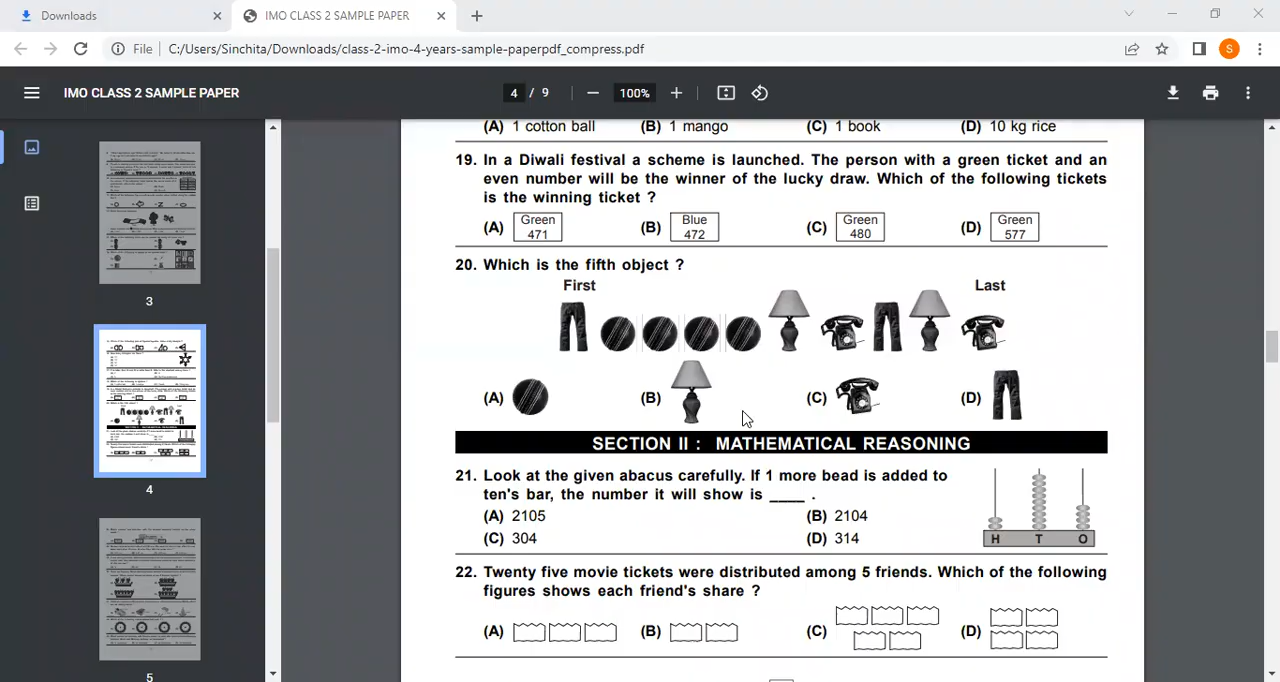 Downloads
IMO CLASS 2 SAMPLE PAPER
File C:/Users/Sinchita/Downloads/class-2-imo-4-years-sample-paperpdf_compress.pdf
S
IMO CLASS 2 SAMPLE PAPER
4 / 9
100%
3
4
5
(A) 1 cotton ball (B) 1 mango (C) 1 book (D) 10 kg rice
19. In a Diwali festival a scheme is launched. The person with a green ticket and an
even number will be the winner of the lucky draw. Which of the following tickets
is the winning ticket ?
(A) Green 471 (B) Blue 472 (C) Green 480 (D) Green 577
20. Which is the fifth object ?
First Last
(A) (B) (C) (D)
SECTION II : MATHEMATICAL REASONING
21. Look at the given abacus carefully. If 1 more bead is added to
ten's bar, the number it will show is ____ .
(A) 2105 (B) 2104
(C) 304 (D) 314
H T O
22. Twenty five movie tickets were distributed among 5 friends. Which of the following
figures shows each friend's share ?
(A) (B) (C) (D)